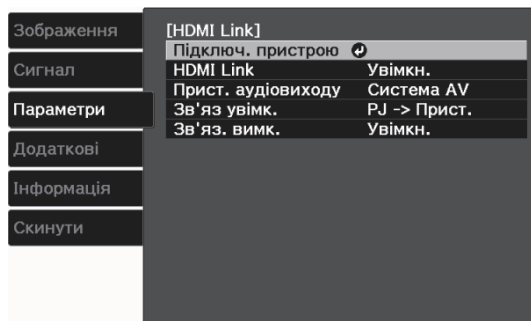 Зображення
Сигнал
Параметри
Додаткові
Інформація
Скинути
[HDMI Link]
Підключ. пристрою
HDMI Link Увімкн.
Прист. аудіовиходу Система AV
Зв'яз увімк. PJ -> Прист.
Зв'яз. вимк. Увімкн.